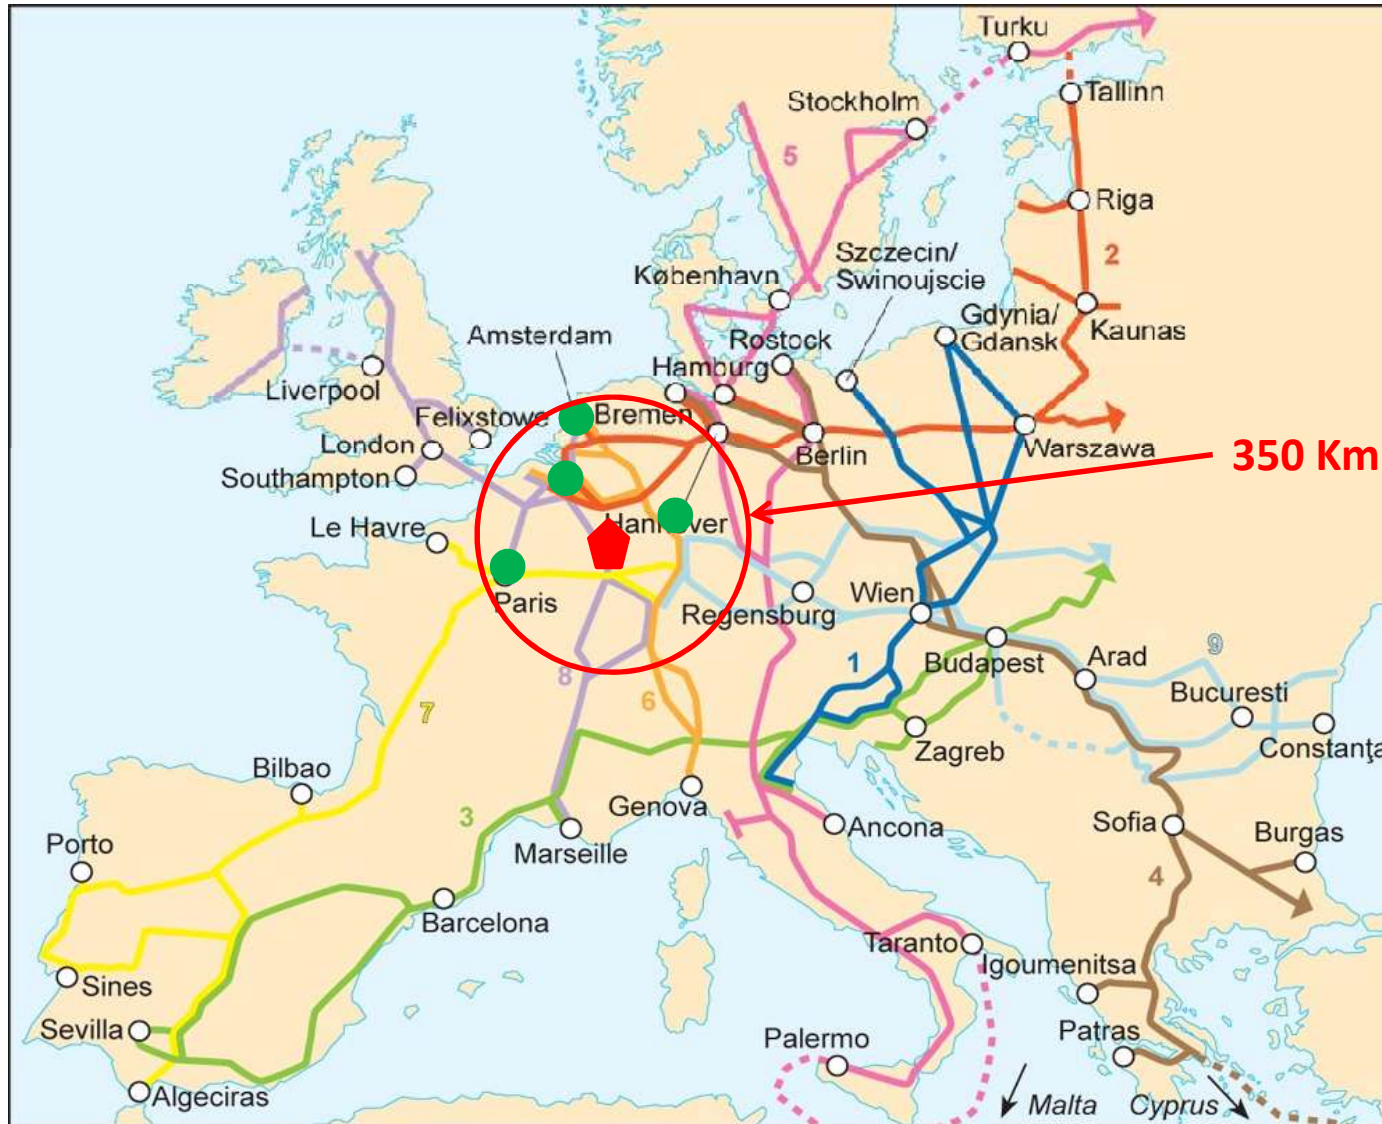 Turku
Stockholm
Tallinn
5
Riga
Szczecin/
Swinoujscie
2
København
Gdynia/
Gdansk
Kaunas
Amsterdam
Rostock
Hamburg
Liverpool
Felixstowe
Bremen
London
Berlin
Warszawa
350 Km
Southampton
Le Havre
Hannover
Paris
Regensburg
Wien
Budapest
Arad
9
8
1
Bucuresti
6
7
Zagreb
Constanţa
Bilbao
Genova
3
Ancona
Sofia
Burgas
Porto
Marseille
4
Barcelona
Taranto
Igoumenitsa
Sines
Sevilla
Palermo
Patras
Algeciras
Malta
Cyprus